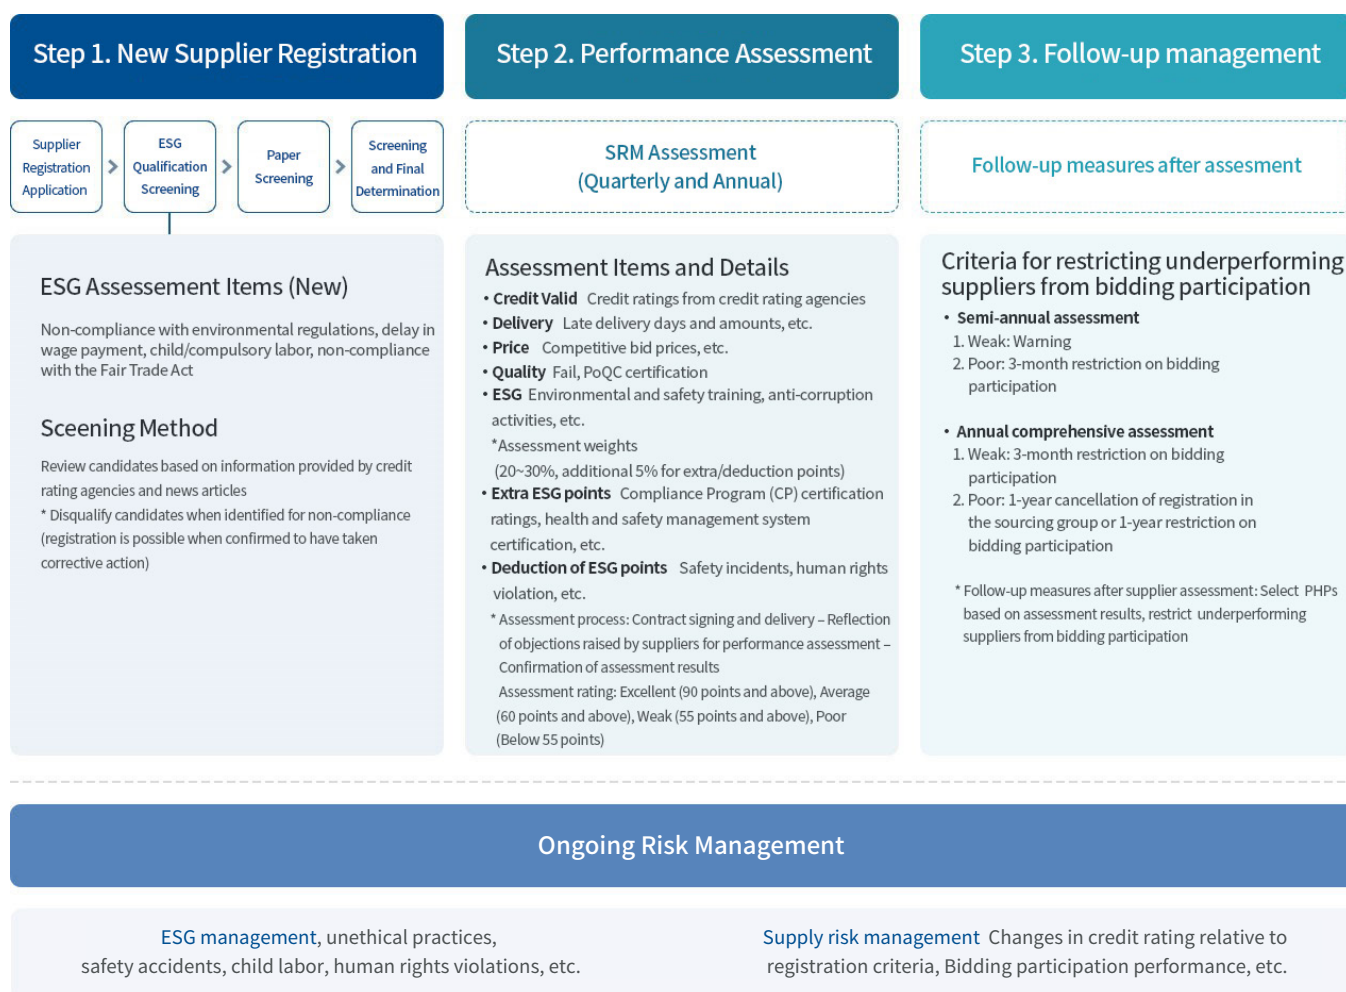 Step 1. New Supplier Registration
Supplier
Registration
Application
ESG
Qualification
Screening
Paper
Screening
Screening
and Final
Determination
ESG Assessement Items (New)
Non-compliance with environmental regulations, delay in
wage payment, child/compulsory labor, non-compliance
with the Fair Trade Act
Sceening Method
Review candidates based on information provided by credit
rating agencies and news articles
* Disqualify candidates when identified for non-compliance
(registration is possible when confirmed to have taken
corrective action)
Step 2. Performance Assessment
SRM Assessment
(Quarterly and Annual)
Assessment Items and Details
• Credit Valid Credit ratings from credit rating agencies
• Delivery Late delivery days and amounts, etc.
• Price Competitive bid prices, etc.
• Quality Fail, PoQC certification
• ESG Environmental and safety training, anti-corruption
activities, etc.
*Assessment weights
(20~30%, additional 5% for extra/deduction points)
• Extra ESG points Compliance Program (CP) certification
ratings, health and safety management system
certification, etc.
• Deduction of ESG points Safety incidents, human rights
violation, etc.
* Assessment process: Contract signing and delivery – Reflection
of objections raised by suppliers for performance assessment –
Confirmation of assessment results
Assessment rating: Excellent (90 points and above), Average
(60 points and above), Weak (55 points and above), Poor
(Below 55 points)
Step 3. Follow-up management
Follow-up measures after assesment
Criteria for restricting underperforming
suppliers from bidding participation
• Semi-annual assessment
1. Weak: Warning
2. Poor: 3-month restriction on bidding
participation
• Annual comprehensive assessment
1. Weak: 3-month restriction on bidding
participation
2. Poor: 1-year cancellation of registration in
the sourcing group or 1-year restriction on
bidding participation
* Follow-up measures after supplier assessment: Select PHPs
based on assessment results, restrict underperforming
suppliers from bidding participation
Ongoing Risk Management
ESG management, unethical practices,
safety accidents, child labor, human rights violations, etc.
Supply risk management Changes in credit rating relative to
registration criteria, Bidding participation performance, etc.